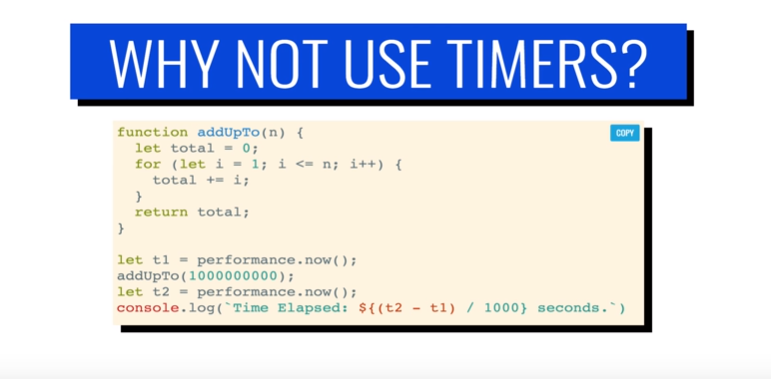 WHY NOT USE TIMERS?
COPY
function addUpTo(n) {
  let total = 0;
  for (let i = 1; i <= n; i++) {
    total += i;
  }
  return total;
}

let t1 = performance.now();
addUpTo(1000000000);
let t2 = performance.now();
console.log(`Time Elapsed: ${(t2 - t1) / 1000} seconds.`)